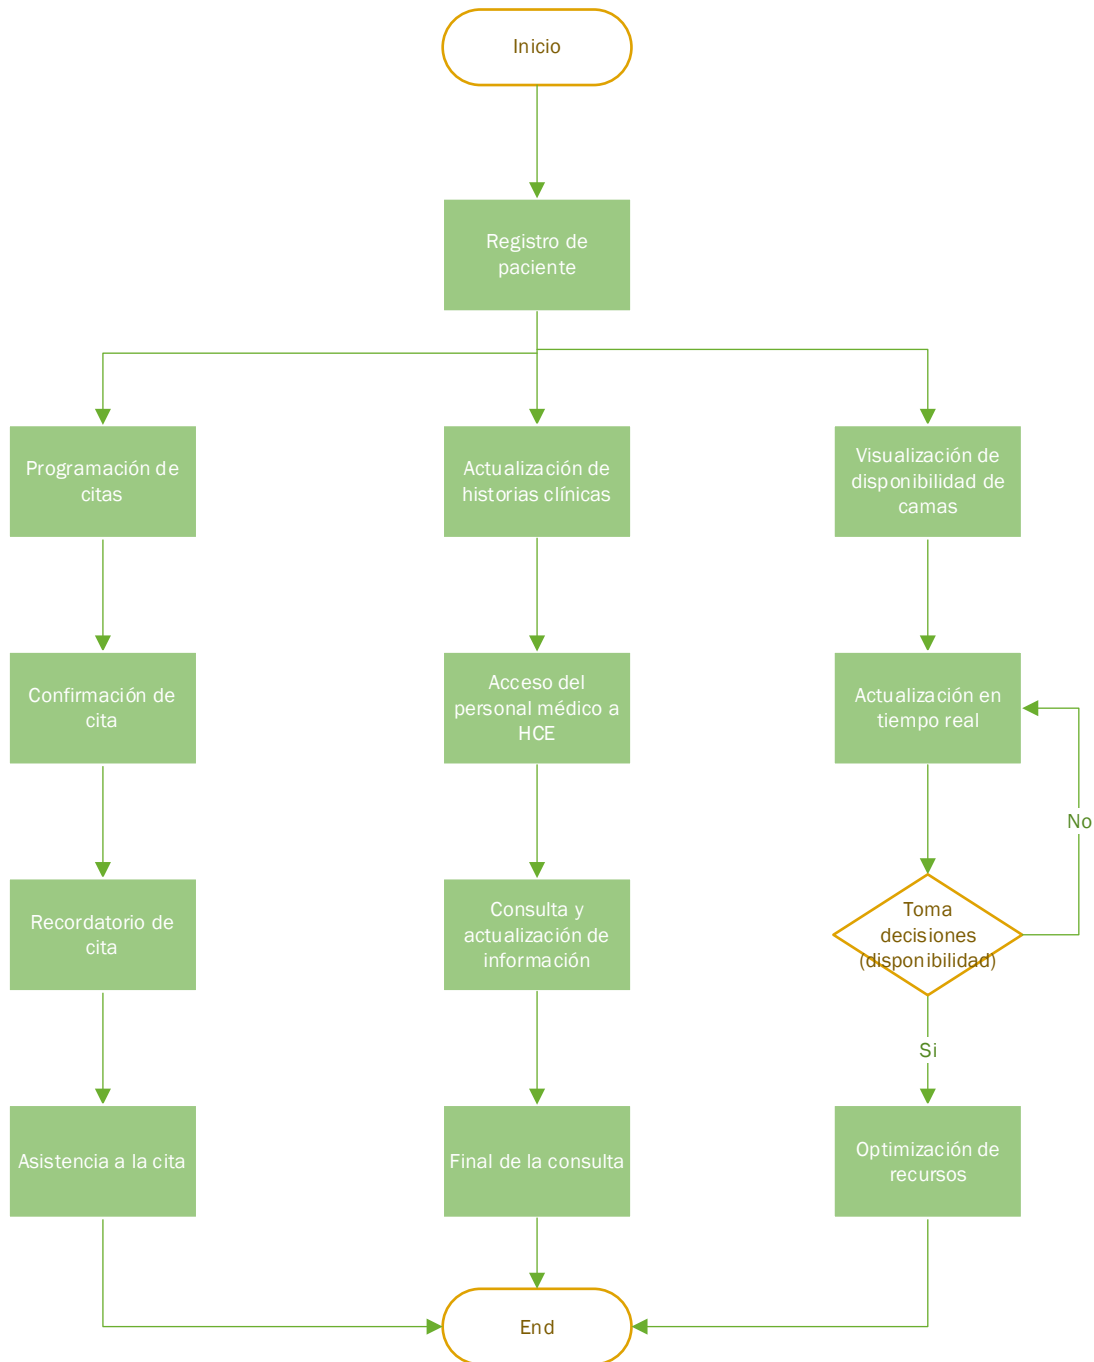 Inicio
Registro de
paciente
Programación de
citas
Actualización de
historias clínicas
Visualización de
disponibilidad de
camas
Confirmación de
cita
Acceso del
personal médico a
HCE
Actualización en
tiempo real
No
Recordatorio de
cita
Consulta y
actualización de
información
Toma
decisiones
(disponibilidad)
Si
Asistencia a la cita
Final de la consulta
Optimización de
recursos
End